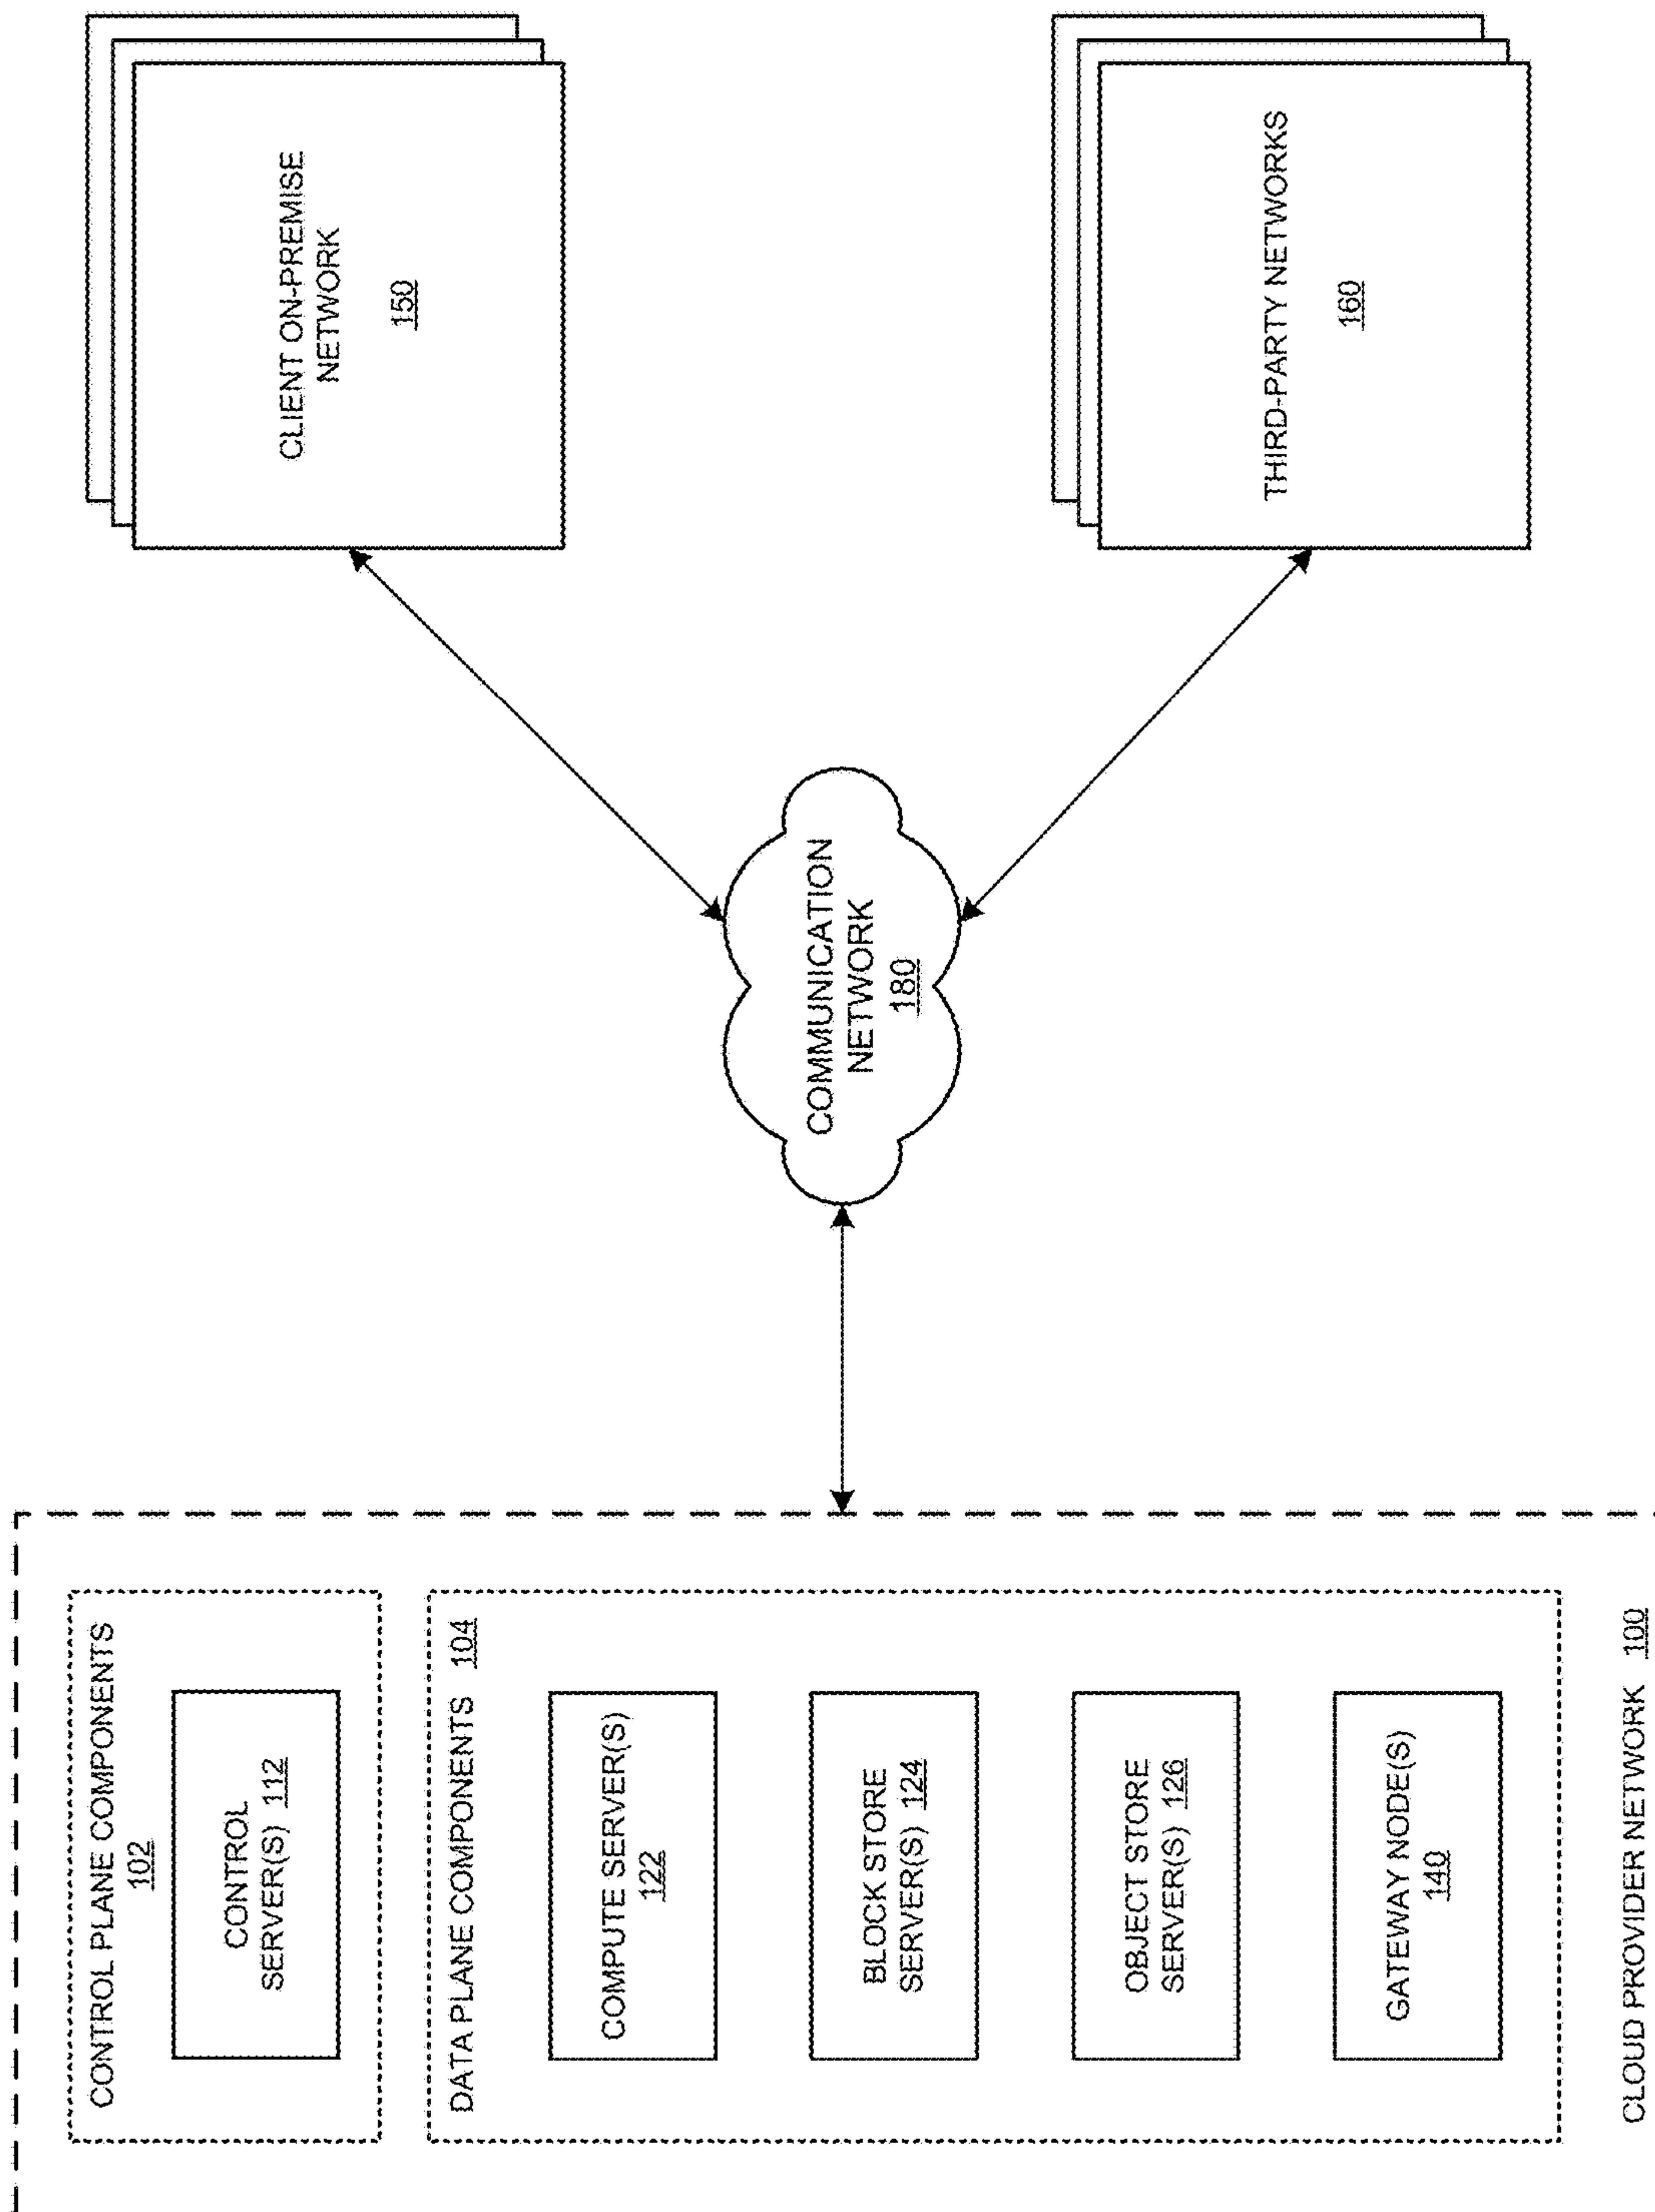 CONTROL PLANE COMPONENTS
102
CONTROL
SERVER(S) 112
DATA PLANE COMPONENTS 104
COMPUTE SERVER(S)
122
BLOCK STORE
SERVER(S) 124
OBJECT STORE
SERVER(S) 126
GATEWAY NODE(S)
140
CLOUD PROVIDER NETWORK 100
COMMUNICATION
NETWORK
180
CLIENT ON-PREMISE
NETWORK
150
THIRD-PARTY NETWORKS
160